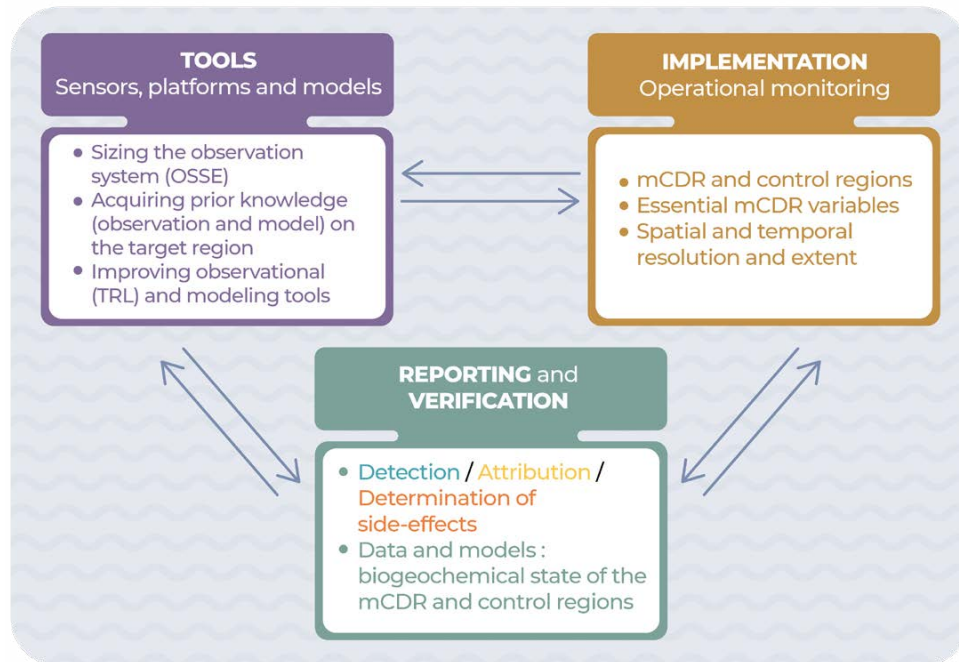 TOOLS
Sensors, platforms and models
• Sizing the observation
system (OSSE)
• Acquiring prior knowledge
(observation and model) on
the target region
• Improving observational
(TRL) and modeling tools
IMPLEMENTATION
Operational monitoring
• mCDR and control regions
• Essential mCDR variables
• Spatial and temporal
resolution and extent
REPORTING and
VERIFICATION
• Detection / Attribution /
Determination of
side-effects
• Data and models :
biogeochemical state of the
mCDR and control regions